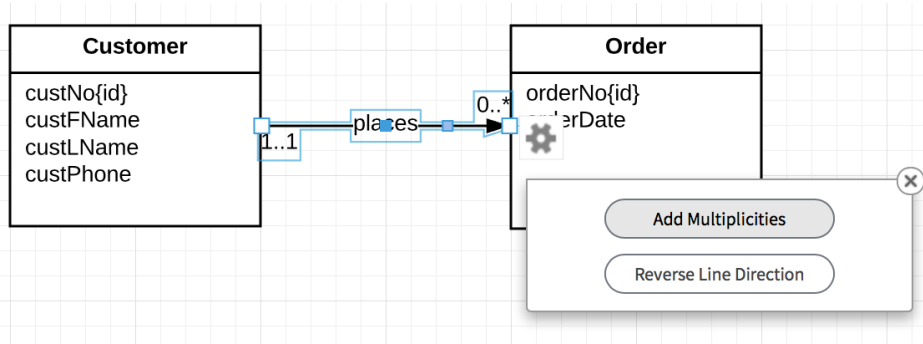 Customer
custNo{id}
custFName
custLName
custPhone
1..1
places
0..*
Order
orderNo{id}
Add Multiplicities
Reverse Line Direction